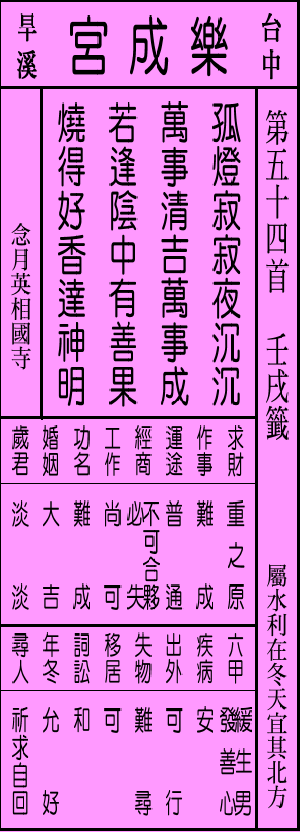 台中
樂成宮
旱溪
第五十四首 壬戌籤 屬水利在冬天宜其北方
孤燈寂寂夜沉沉
萬事清吉萬事成
若逢陰中有善果
燒得好香達神明
念月英相國寺
求財 重之原
作事 難成
運途 普通
經商 不可合夥
必失
工作 尚可
功名 難成
婚姻 大吉
歲君 淡淡
六甲 緩生男
發善心
疾病 安
出外 可行
失物 難尋
移居 可
詞訟 和
年冬 允好
尋人 祈求自回